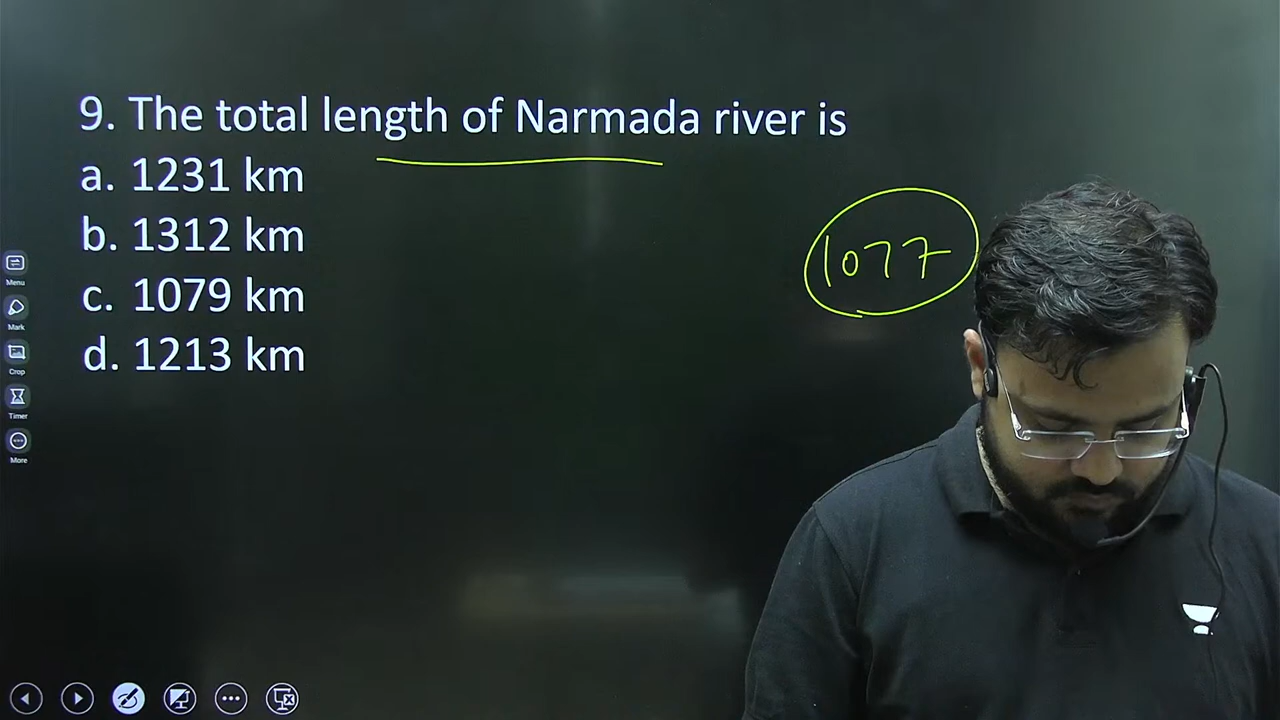 9. The total length of Narmada river is
a. 1231 km
b. 1312 km
c. 1079 km
d. 1213 km
1077
Menu
Mark
Crop
Timer
More